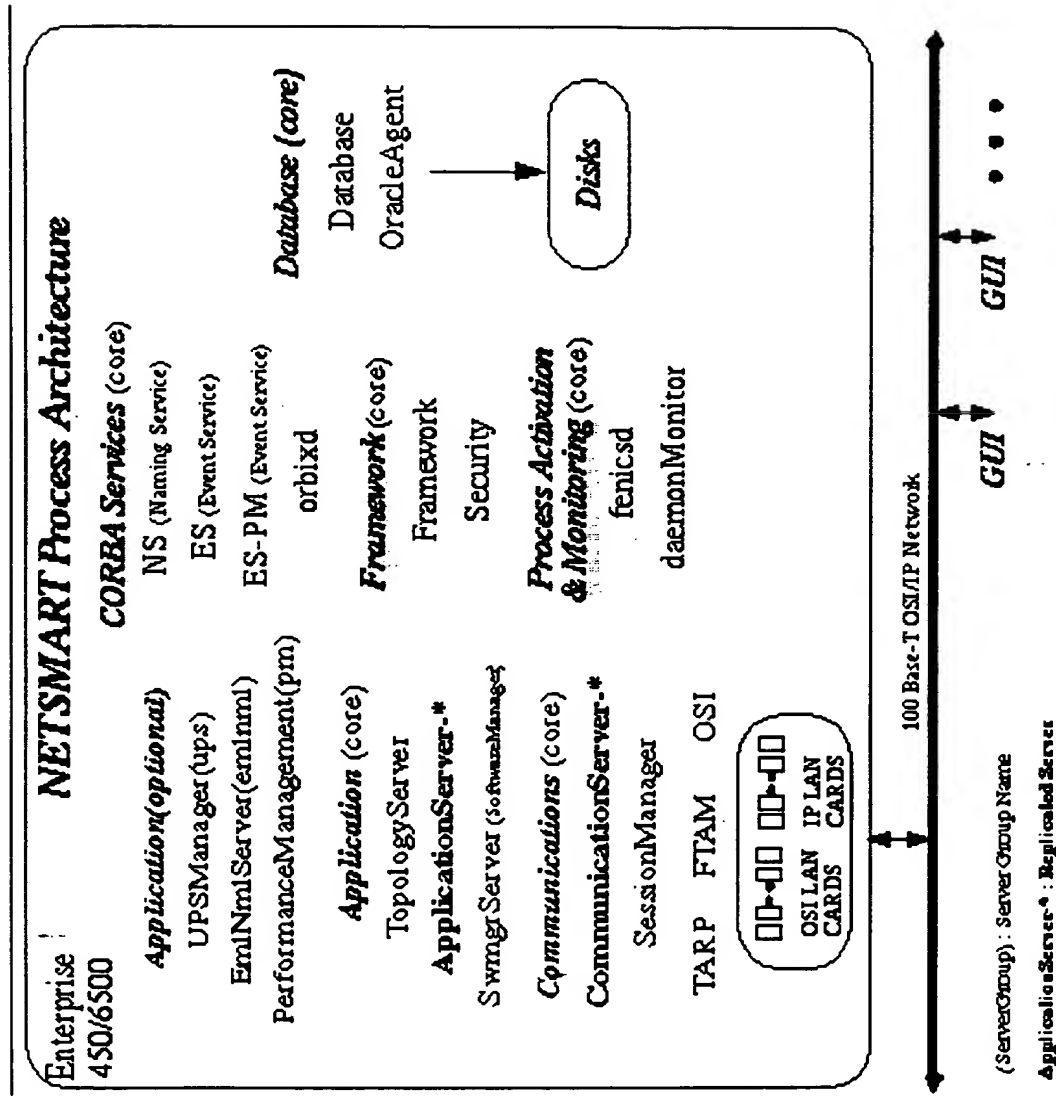 Enterprise
450/6500
NETSMART Process Architecture
Application(optional)
UPSManager(ups)
EmlNmlServer(emlnml)
PerformanceManagement(pm)
Application (core)
TopologyServer
ApplicationServer-*
SwmgrServer (SoftwareManager)
Communications (core)
CommunicationServer-*
SessionManager
TARP FTAM OSI
OSI LAN CARDS
IP LAN CARDS
CORBA Services (core)
NS (Naming Service)
ES (Event Service)
ES-PM (Event Service)
orbixd
Framework (core)
Framework
Security
Process Activation
& Monitoring (core)
fenicsd
daemonMonitor
Database (core)
Database
OracleAgent
Disks
100 Base-T OSI/IP Network
GUI
GUI
(ServerGroup) : Server Group Name
ApplicationServer-* : Replicated Server